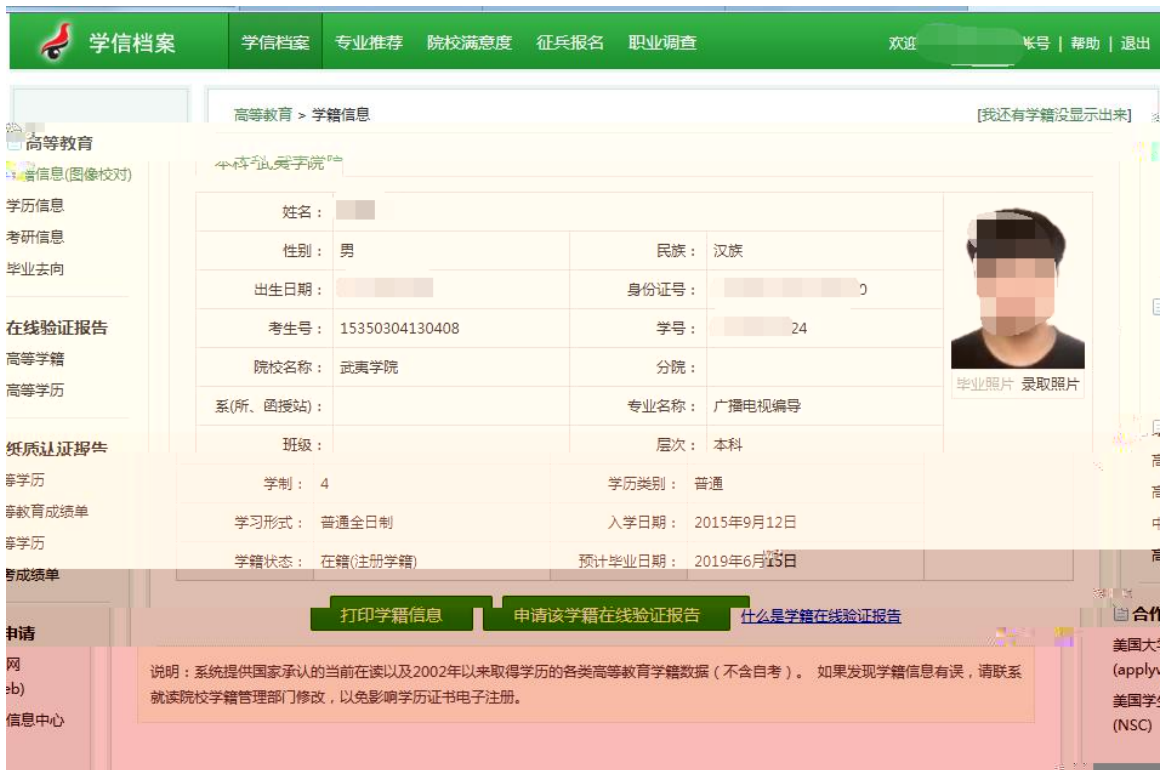 学信档案 学信档案 专业推荐 院校满意度 征兵报名 职业调查 欢迎 账号 | 帮助 | 退出
高等教育 > 学籍信息 [我还有学籍没显示出来]
高等教育
籍信息(图像校对)
学历信息
考研信息
毕业去向
在线验证报告
高等学籍
高等学历
纸质认证报告
等学历
等教育成绩单
等学历
考成绩单
申请
网
eb)
信息中心
本科 武夷学院
姓名：
性别： 男 民族： 汉族
出生日期： 身份证号： 0
考生号： 15350304130408 学号： 24
院校名称： 武夷学院 分院：
系(所、函授站)： 专业名称： 广播电视编导
班级： 层次： 本科
学制： 4 学历类别： 普通
学习形式： 普通全日制 入学日期： 2015年9月12日
学籍状态： 在籍(注册学籍) 预计毕业日期： 2019年6月15日
毕业照片 录取照片
打印学籍信息 申请该学籍在线验证报告 什么是学籍在线验证报告
说明：系统提供国家承认的当前在读以及2002年以来取得学历的各类高等教育学籍数据（不含自考）。 如果发现学籍信息有误，请联系
就读院校学籍管理部门修改，以免影响学历证书电子注册。
高
高
中
高
合作
美国大学
(applyw
美国学生
(NSC)